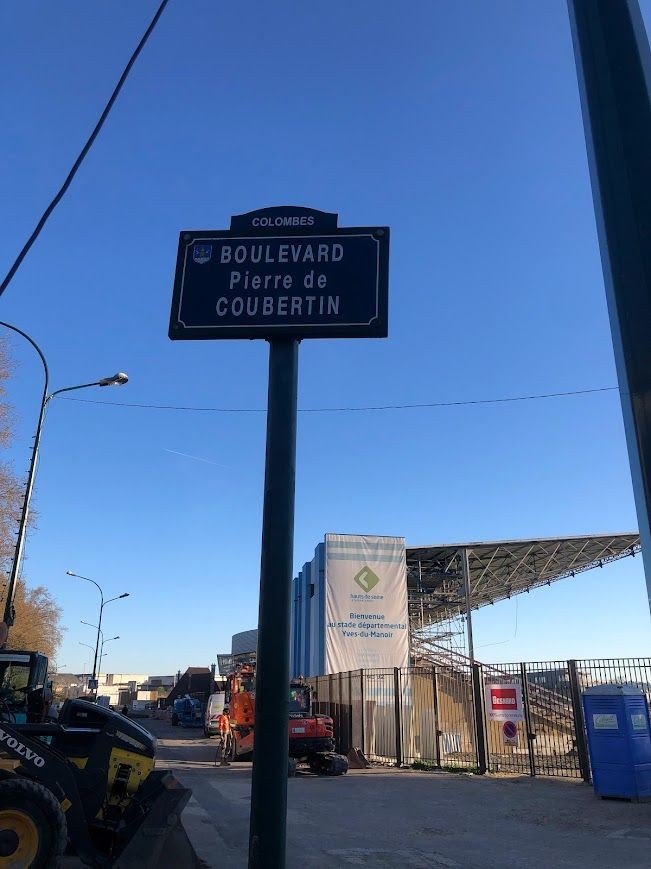 COLOMBES
BOULEVARD
Pierre de
COUBERTIN
hauts de seine
Bienvenue
au stade départemental
Yves-du-Manoir
VOLVO